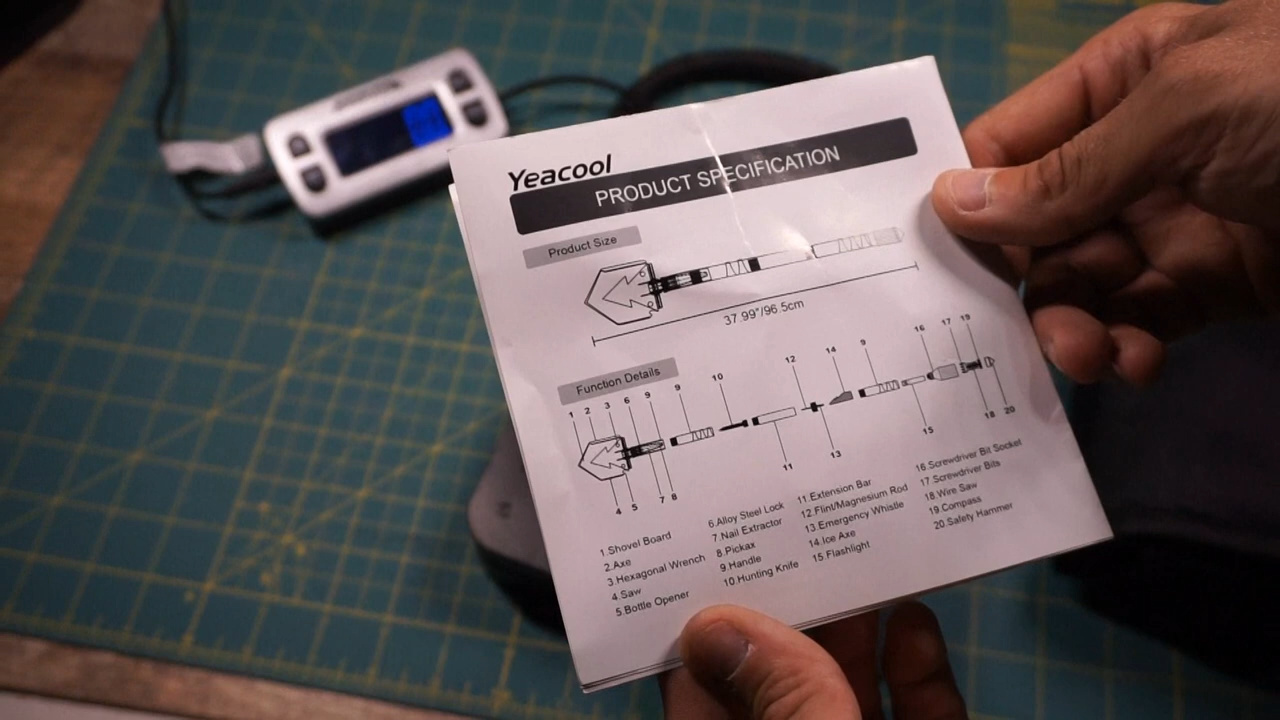 Yeacool
PRODUCT SPECIFICATION
Product Size
37.99"/96.5cm
Function Details
1 2 3 6 9 9 10 12 14 9 16 17 19
4 5 7 8 11 13 15 18 20
1.Shovel Board
2.Axe
3.Hexagonal Wrench
4.Saw
5.Bottle Opener
6.Alloy Steel Lock
7.Nail Extractor
8.Pickax
9.Handle
10.Hunting Knife
11.Extension Bar
12.Flint/Magnesium Rod
13.Emergency Whistle
14.Ice Axe
15.Flashlight
16.Screwdriver Bit Socket
17.Screwdriver Bits
18.Wire Saw
19.Compass
20.Safety Hammer